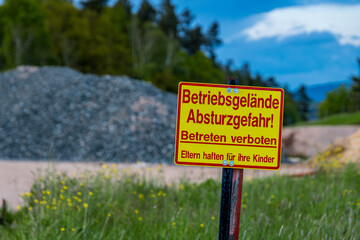 Betriebsgelände
Absturzgefahr!
Betreten verboten
Eltern haften für ihre Kinder